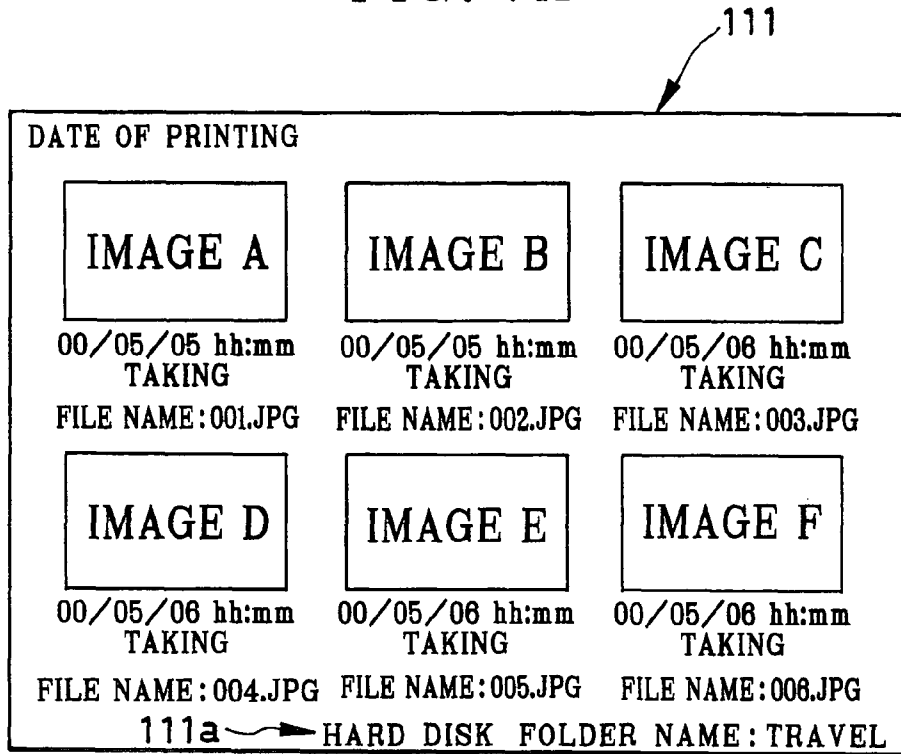 111
DATE OF PRINTING
IMAGE A IMAGE B IMAGE C
00/05/05 hh:mm 00/05/05 hh:mm 00/05/06 hh:mm
TAKING TAKING TAKING
FILE NAME:001.JPG FILE NAME:002.JPG FILE NAME:003.JPG
IMAGE D IMAGE E IMAGE F
00/05/06 hh:mm 00/05/06 hh:mm 00/05/06 hh:mm
TAKING TAKING TAKING
FILE NAME:004.JPG FILE NAME:005.JPG FILE NAME:006.JPG
111a HARD DISK FOLDER NAME:TRAVEL